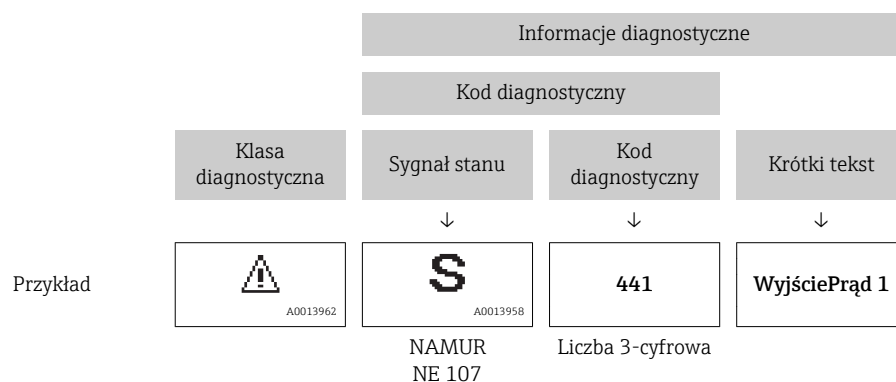 Informacje diagnostyczne
Kod diagnostyczny
Klasa
diagnostyczna
Sygnał stanu
Kod
diagnostyczny
Krótki tekst
Przykład
A0013962
S
A0013958
441
WyjściePrąd 1
NAMUR
NE 107
Liczba 3-cyfrowa